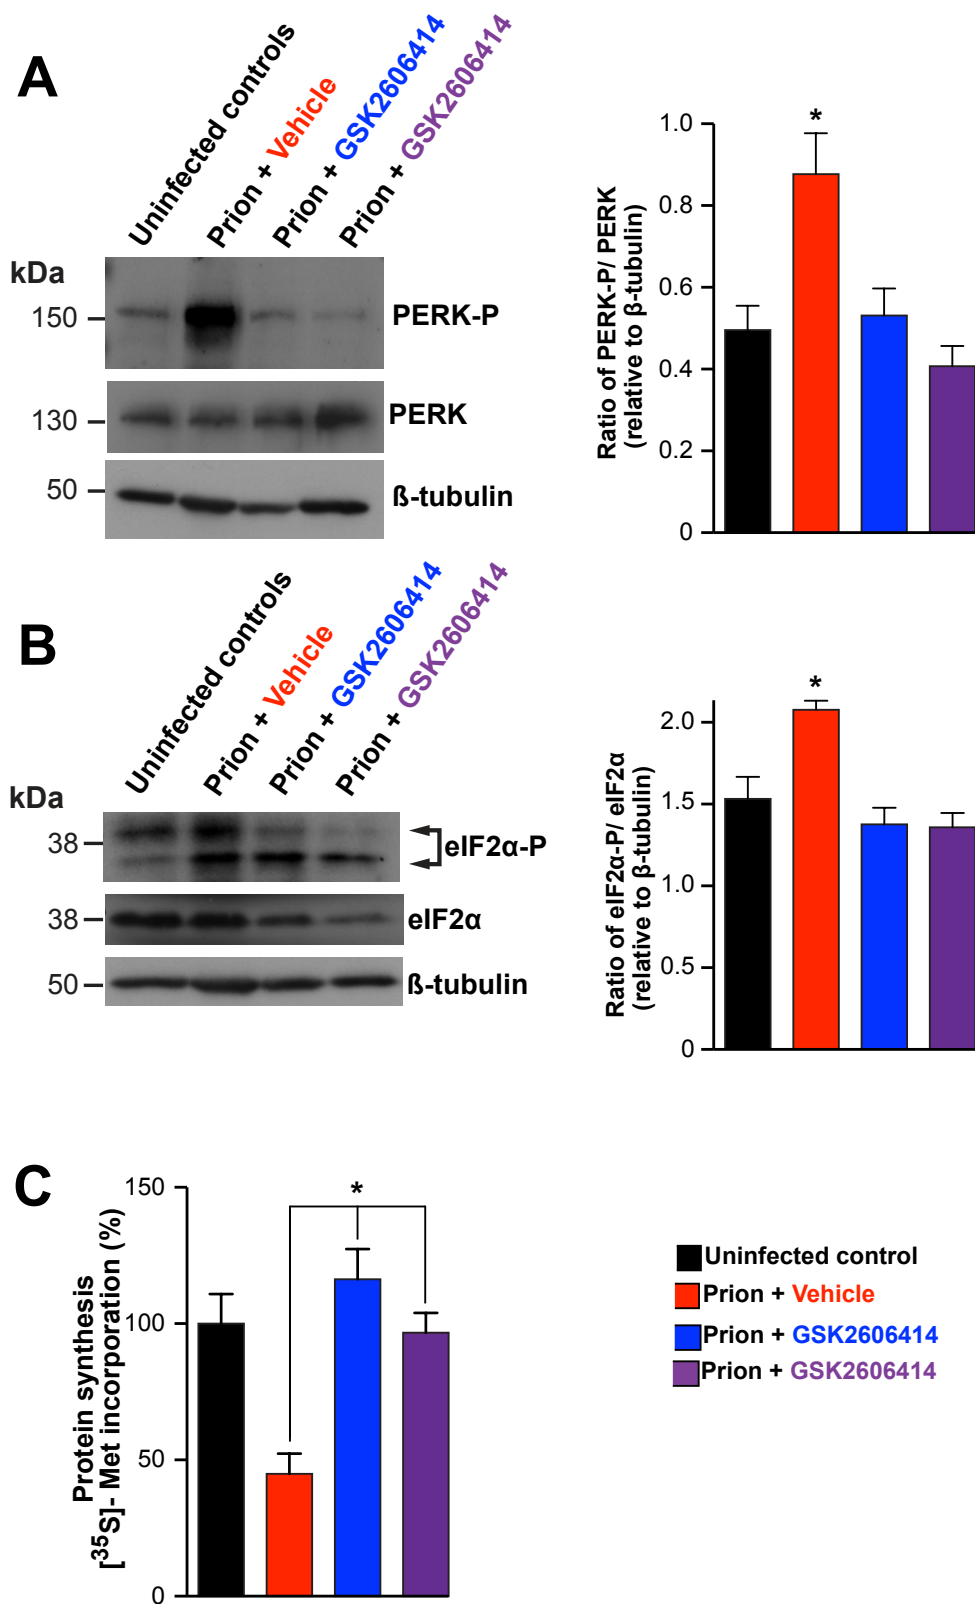 A
Uninfected controls
Prion + Vehicle
Prion + GSK2606414
Prion + GSK2606414
kDa
150
PERK-P
130
PERK
50
ß-tubulin
*
1.0
0.8
0.6
0.4
0.2
0
Ratio of PERK-P/ PERK
(relative to β-tubulin)
B
Uninfected controls
Prion + Vehicle
Prion + GSK2606414
Prion + GSK2606414
kDa
38
eIF2α-P
38
eIF2α
50
ß-tubulin
*
2.0
1.5
1.0
0.5
0
Ratio of eIF2α-P/ eIF2α
(relative to β-tubulin)
C
150
100
50
0
*
Protein synthesis
[³⁵S]- Met incorporation (%)
Uninfected control
Prion + Vehicle
Prion + GSK2606414
Prion + GSK2606414